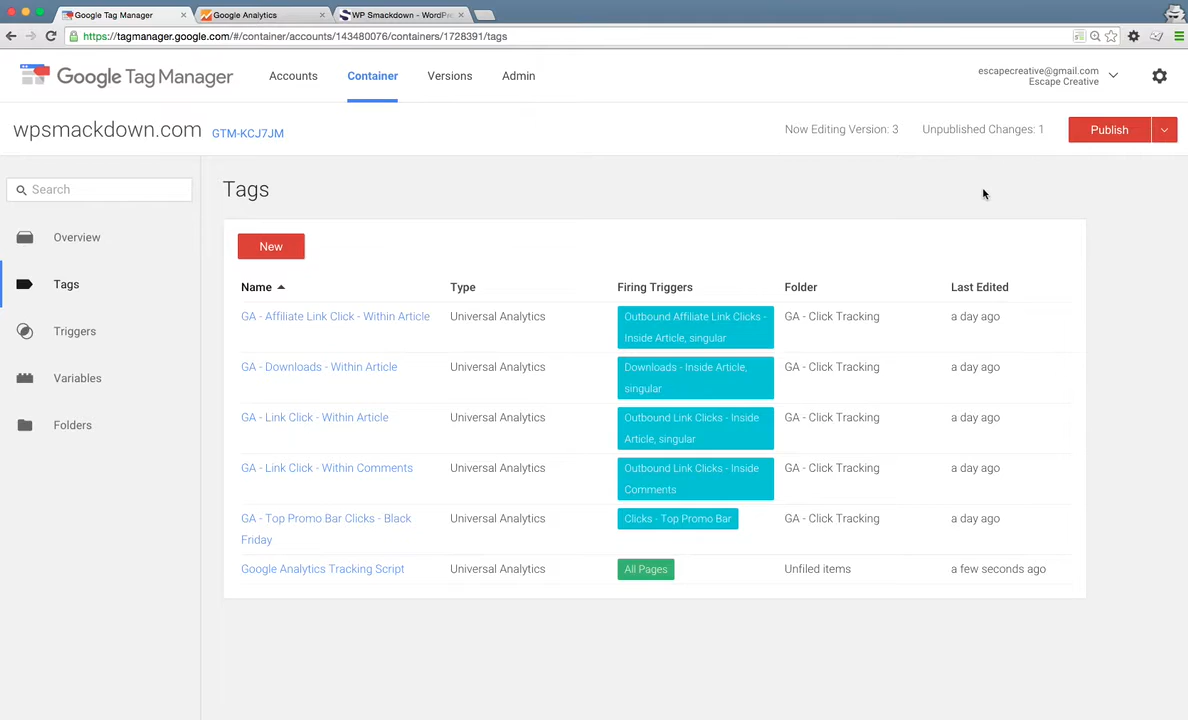 Google Tag Manager
Google Analytics
WP Smackdown - WordPr
https://tagmanager.google.com/#/container/accounts/143480076/containers/1728391/tags
Google Tag Manager
Accounts
Container
Versions
Admin
escapecreative@gmail.com
Escape Creative
wpsmackdown.com
GTM-KCJ7JM
Now Editing Version: 3
Unpublished Changes: 1
Publish
Search
Overview
Tags
Triggers
Variables
Folders
Tags
New
Name
Type
Firing Triggers
Folder
Last Edited
GA - Affiliate Link Click - Within Article
Universal Analytics
Outbound Affiliate Link Clicks -
Inside Article, singular
GA - Click Tracking
a day ago
GA - Downloads - Within Article
Universal Analytics
Downloads - Inside Article,
singular
GA - Click Tracking
a day ago
GA - Link Click - Within Article
Universal Analytics
Outbound Link Clicks - Inside
Article, singular
GA - Click Tracking
a day ago
GA - Link Click - Within Comments
Universal Analytics
Outbound Link Clicks - Inside
Comments
GA - Click Tracking
a day ago
GA - Top Promo Bar Clicks - Black
Friday
Universal Analytics
Clicks - Top Promo Bar
GA - Click Tracking
a day ago
Google Analytics Tracking Script
Universal Analytics
All Pages
Unfiled items
a few seconds ago